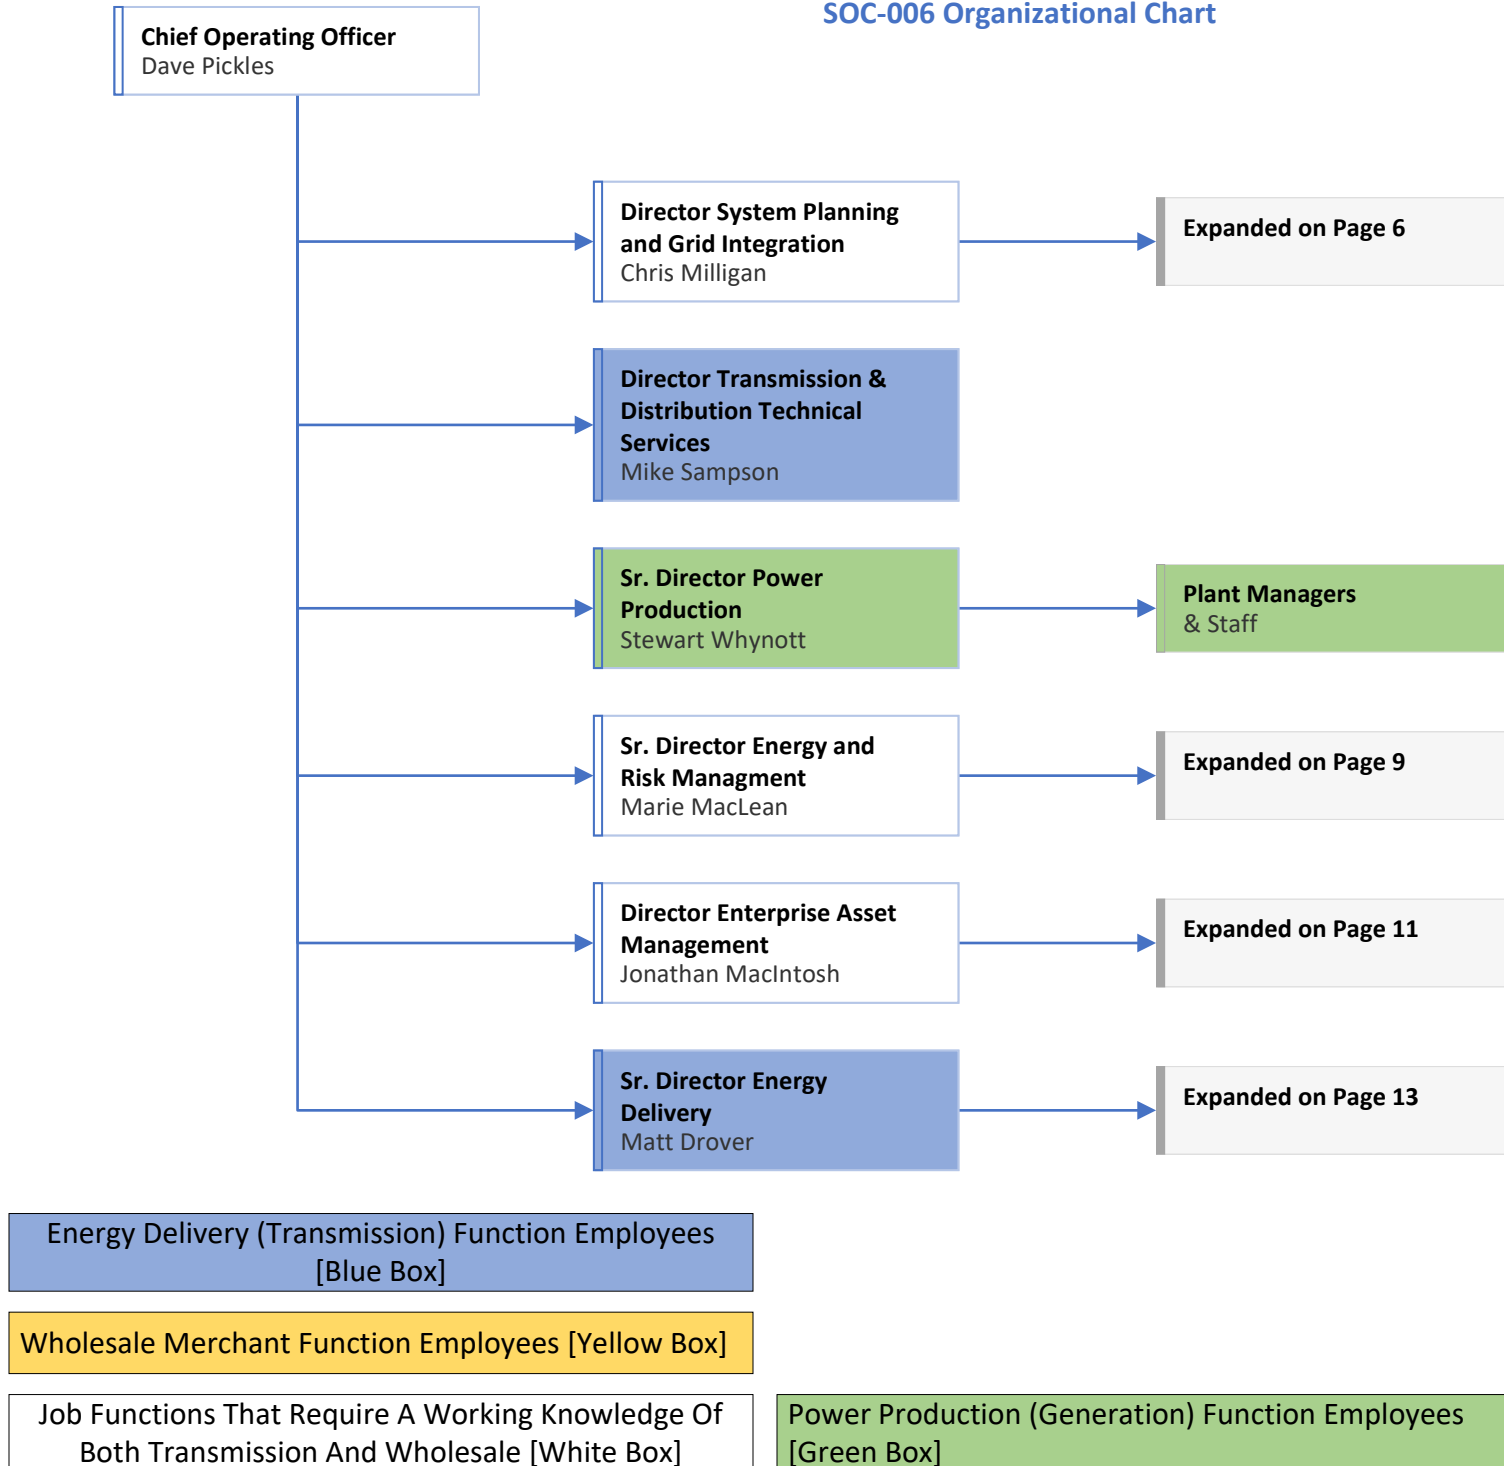 SOC-006 Organizational Chart
Chief Operating Officer
Dave Pickles
Director System Planning
and Grid Integration
Chris Milligan
Expanded on Page 6
Director Transmission &
Distribution Technical
Services
Mike Sampson
Sr. Director Power
Production
Stewart Whynott
Plant Managers
& Staff
Sr. Director Energy and
Risk Managment
Marie MacLean
Expanded on Page 9
Director Enterprise Asset
Management
Jonathan MacIntosh
Expanded on Page 11
Sr. Director Energy
Delivery
Matt Drover
Expanded on Page 13
Energy Delivery (Transmission) Function Employees
[Blue Box]
Wholesale Merchant Function Employees [Yellow Box]
Job Functions That Require A Working Knowledge Of
Both Transmission And Wholesale [White Box]
Power Production (Generation) Function Employees
[Green Box]